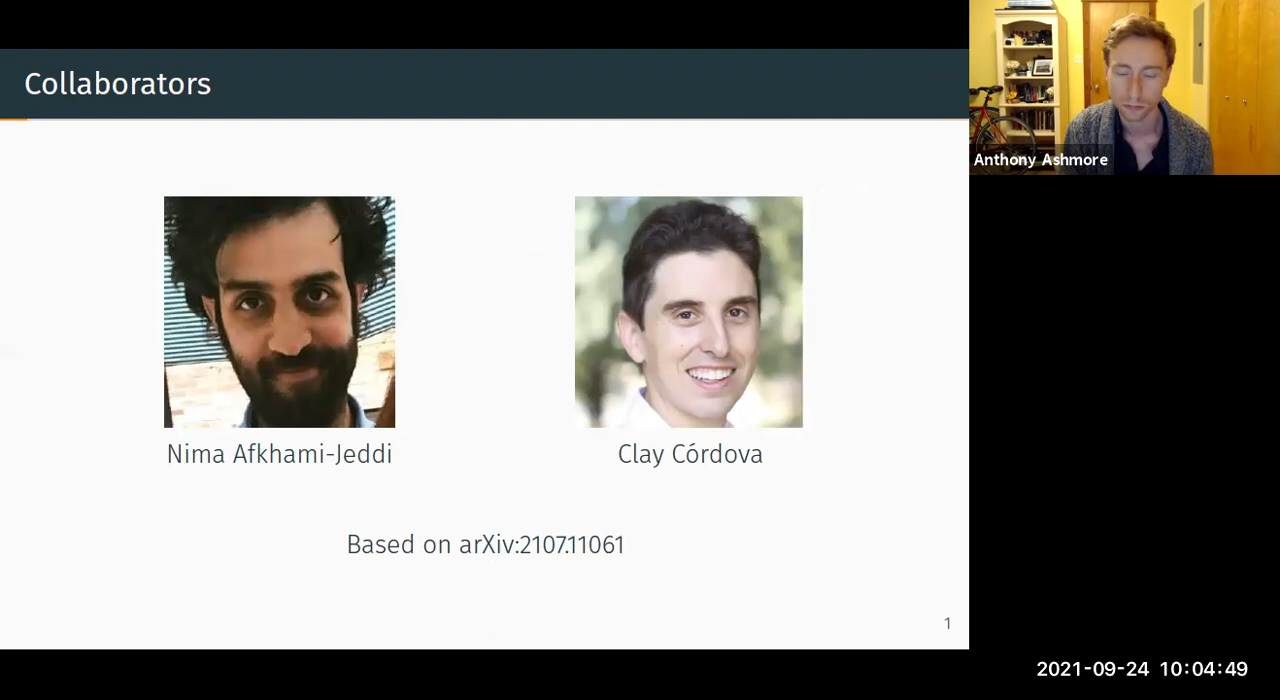 Collaborators
Anthony Ashmore
Nima Afkhami-Jeddi
Clay Córdova
Based on arXiv:2107.11061
1
2021-09-24 10:04:49